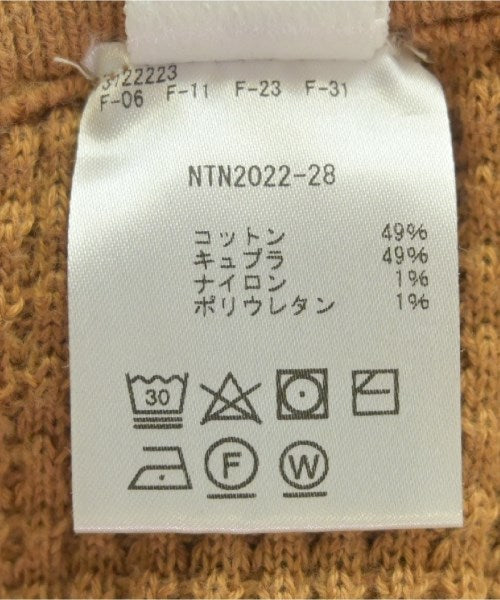 3722223
F-06 F-11 F-23 F-31
NTN2022-28
コットン 49%
キュプラ 49%
ナイロン 1%
ポリウレタン 1%
30
F W